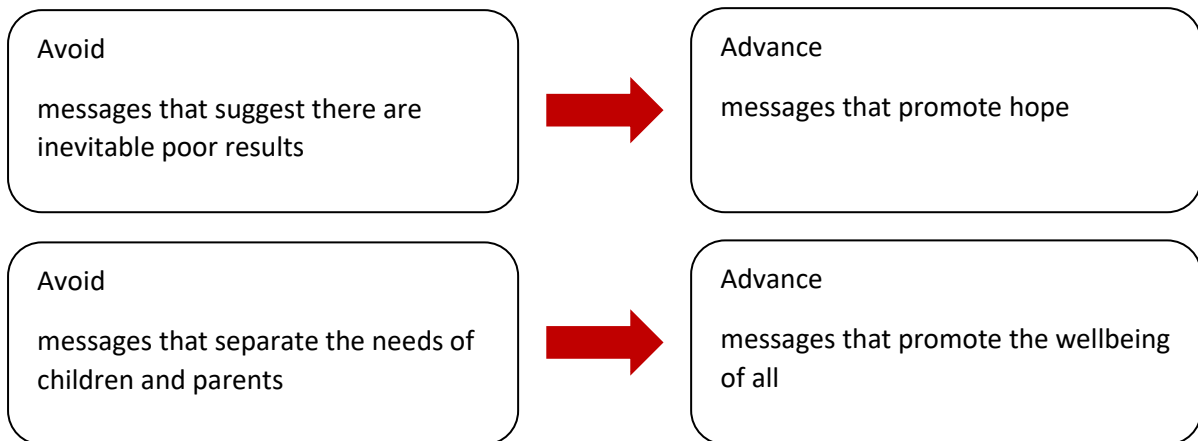 Avoid
messages that suggest there are
inevitable poor results
Advance
messages that promote hope
Avoid
messages that separate the needs of
children and parents
Advance
messages that promote the wellbeing
of all